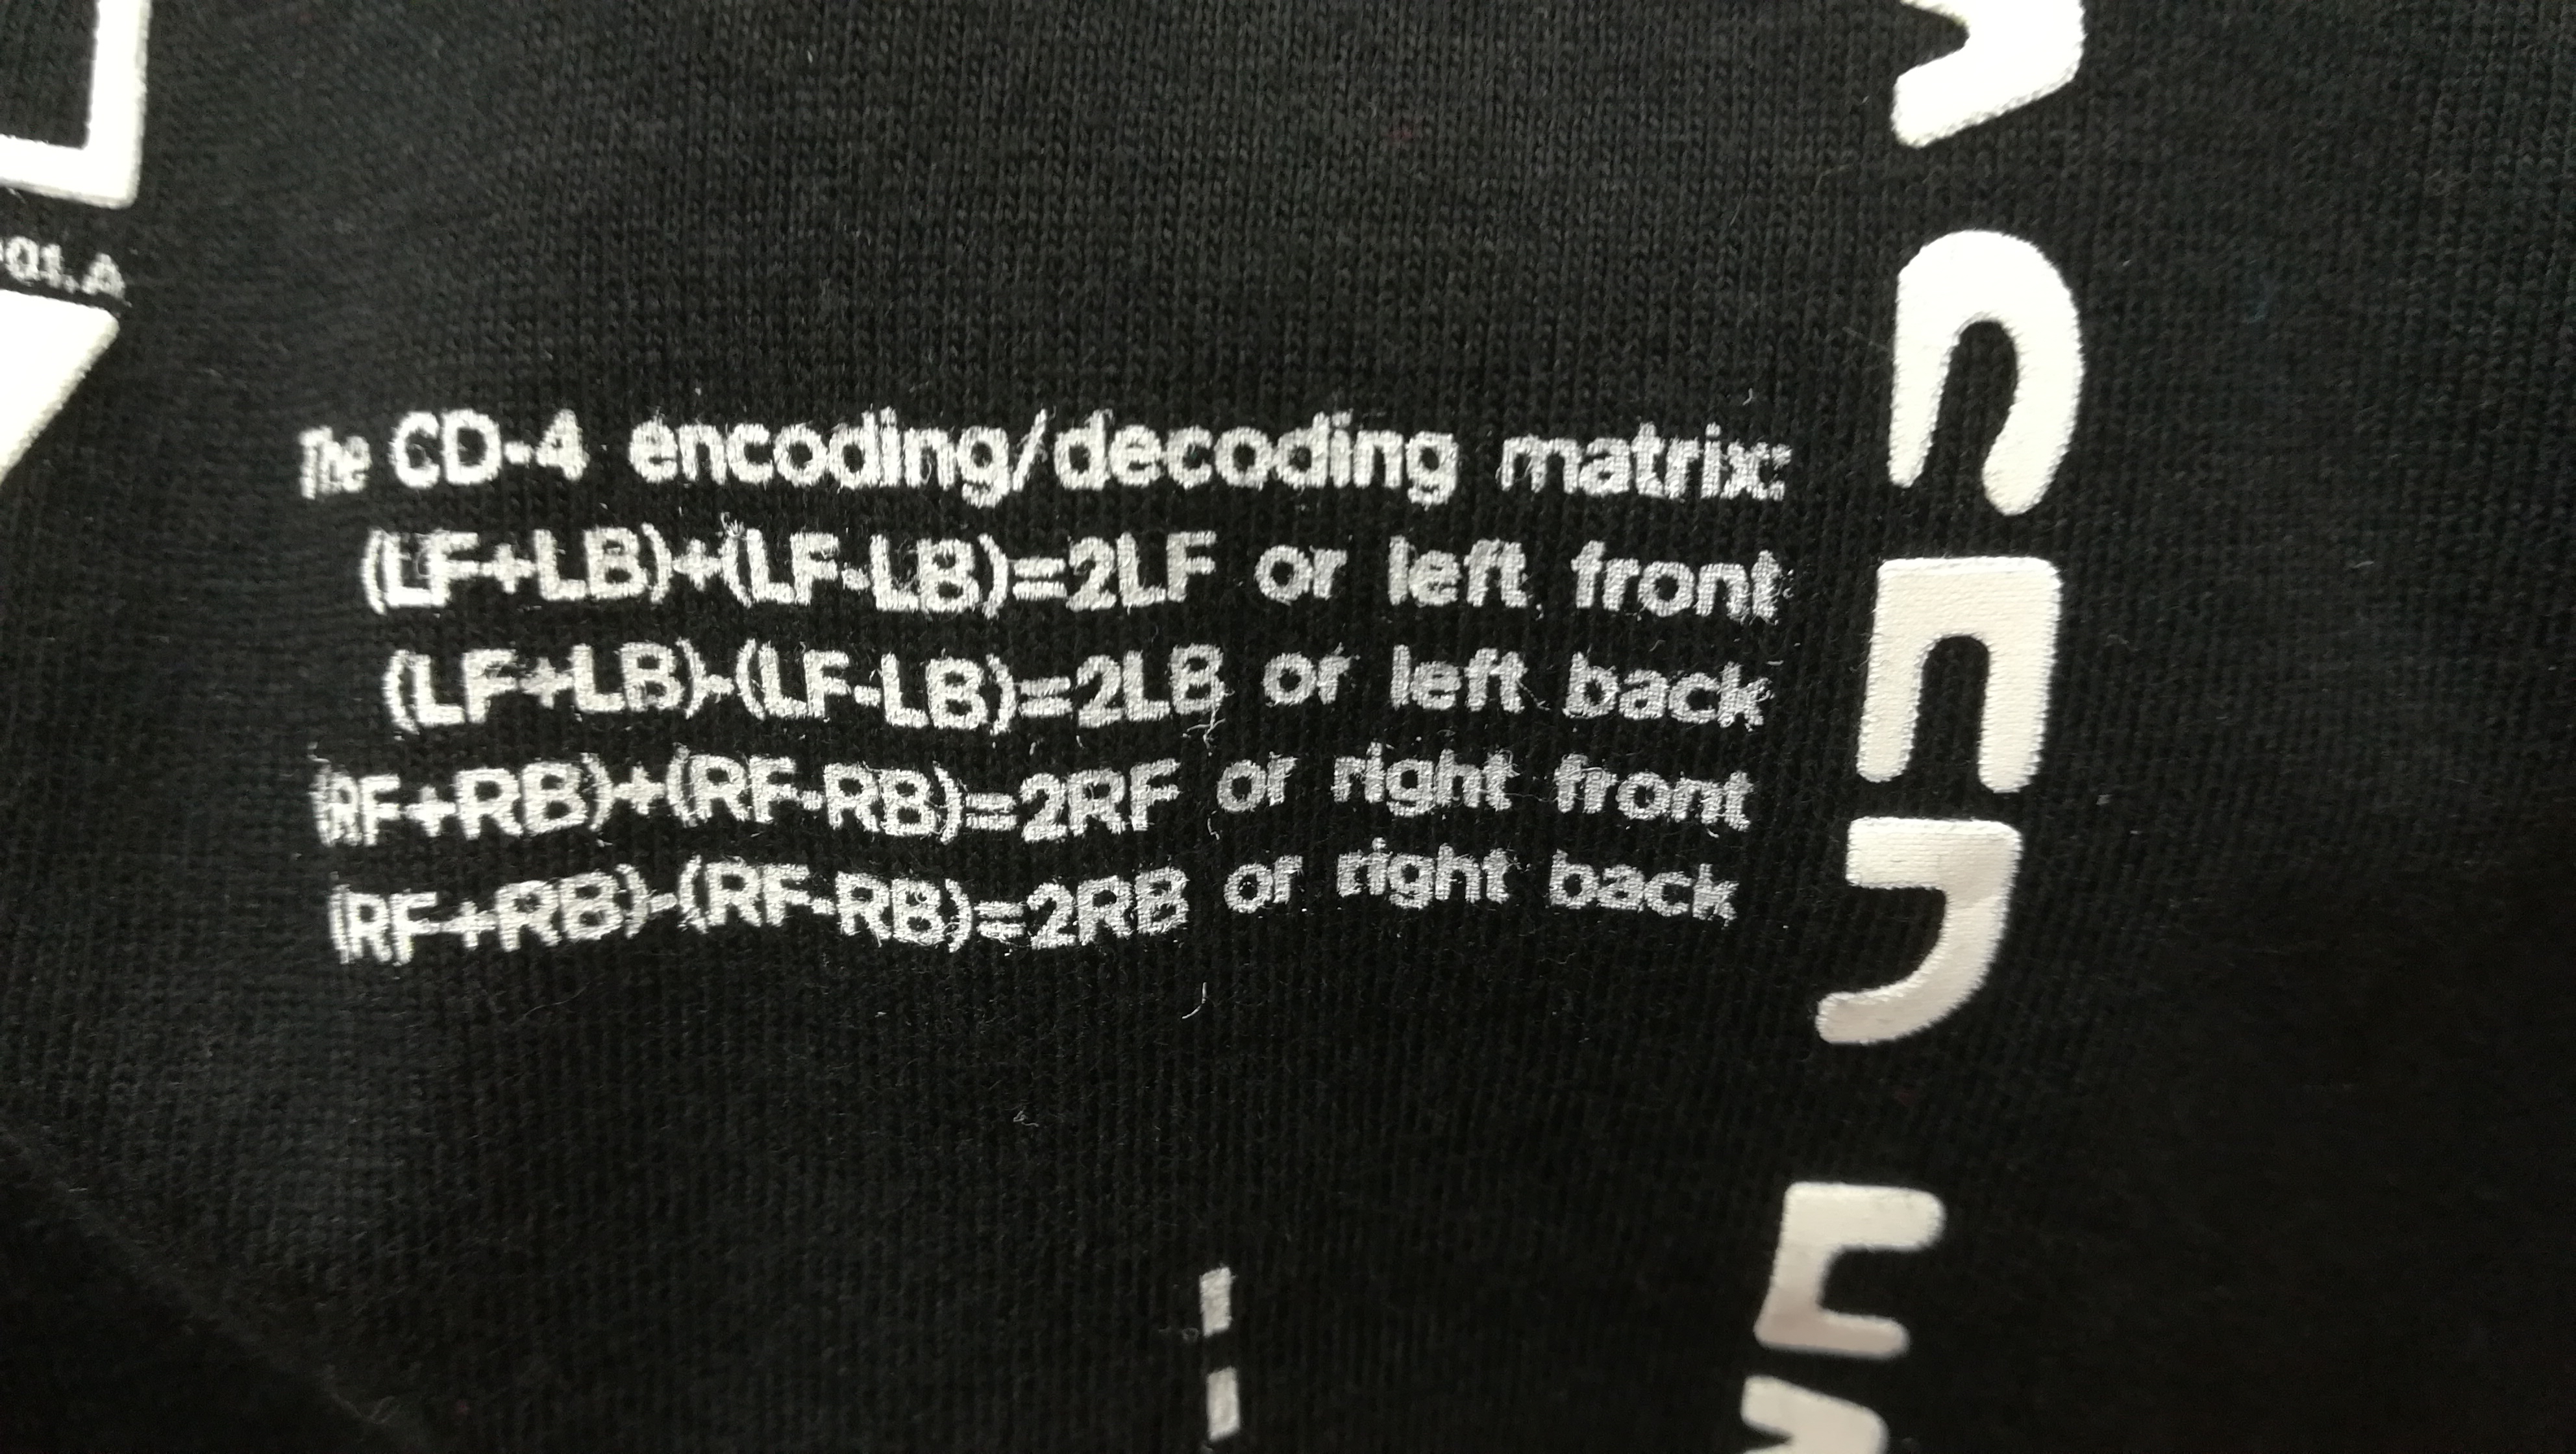 01.A
The CD-4 encoding/decoding matrix:
(LF+LB)+(LF-LB)=2LF or left front
(LF+LB)-(LF-LB)=2LB or left back
(RF+RB)+(RF-RB)=2RF or right front
(RF+RB)-(RF-RB)=2RB or right back